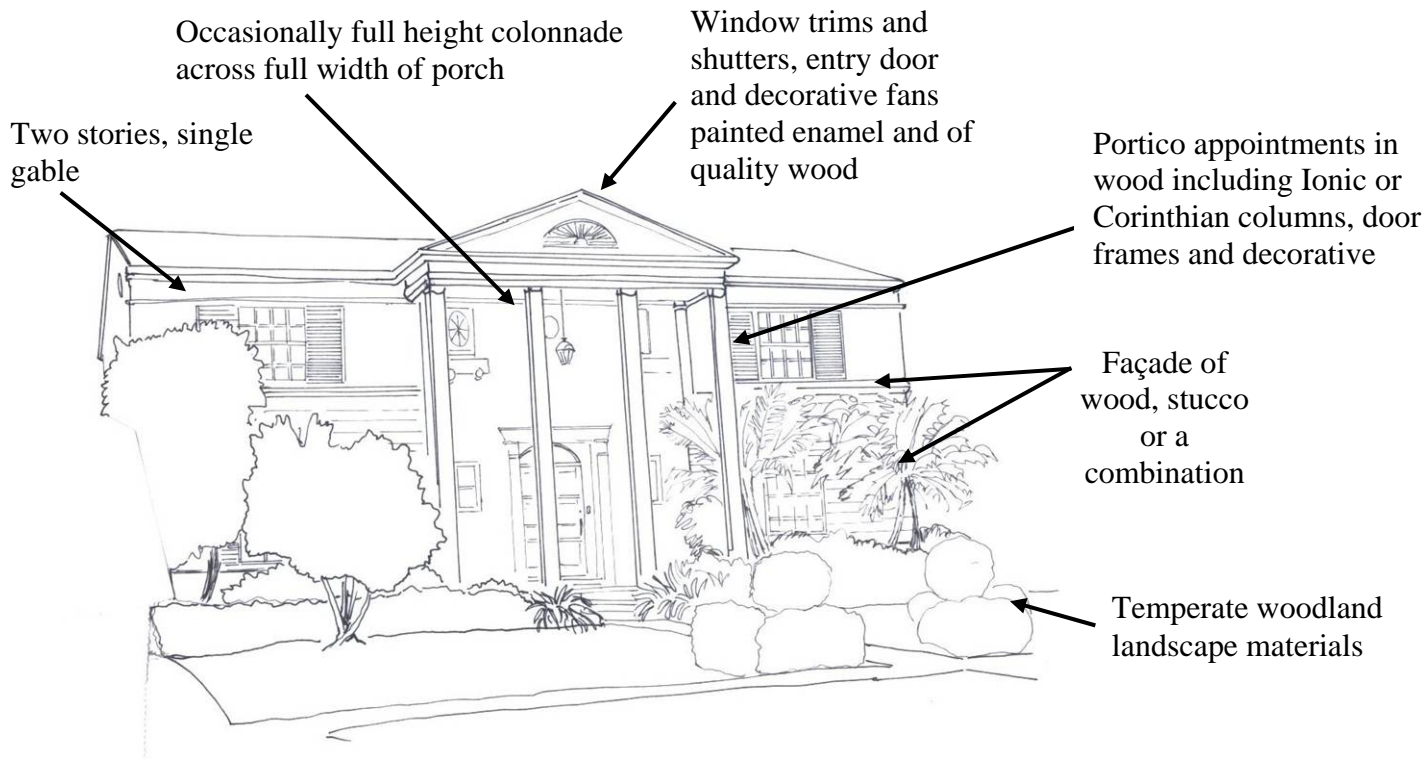 Occasionally full height colonnade
across full width of porch
Window trims and
shutters, entry door
and decorative fans
painted enamel and of
quality wood
Two stories, single
gable
Portico appointments in
wood including Ionic or
Corinthian columns, door
frames and decorative
Façade of
wood, stucco
or a
combination
Temperate woodland
landscape materials